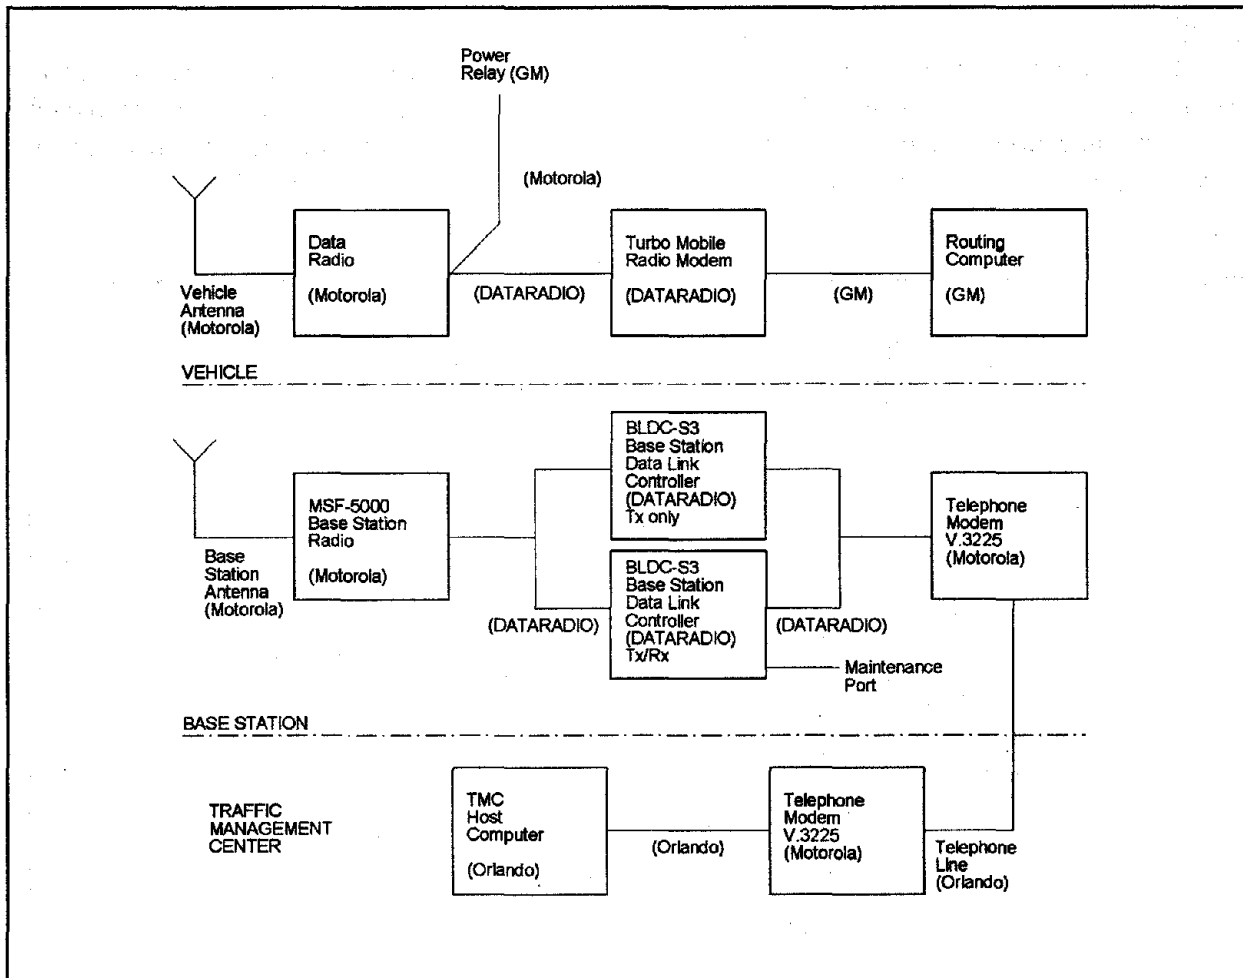 Power
Relay (GM)
(Motorola)
Data
Radio
(Motorola)
Turbo Mobile
Radio Modem
(DATARADIO)
Routing
Computer
(GM)
Vehicle
Antenna
(Motorola)
(DATARADIO)
(GM)
VEHICLE
BLDC-S3
Base Station
Data Link
Controller
(DATARADIO)
Tx only
MSF-5000
Base Station
Radio
(Motorola)
Telephone
Modem
V.3225
(Motorola)
Base
Station
Antenna
(Motorola)
BLDC-S3
Base Station
Data Link
Controller
(DATARADIO)
Tx/Rx
(DATARADIO)
(DATARADIO)
Maintenance
Port
BASE STATION
TRAFFIC
MANAGEMENT
CENTER
TMC
Host
Computer
(Orlando)
(Orlando)
Telephone
Modem
V.3225
(Motorola)
Telephone
Line
(Orlando)